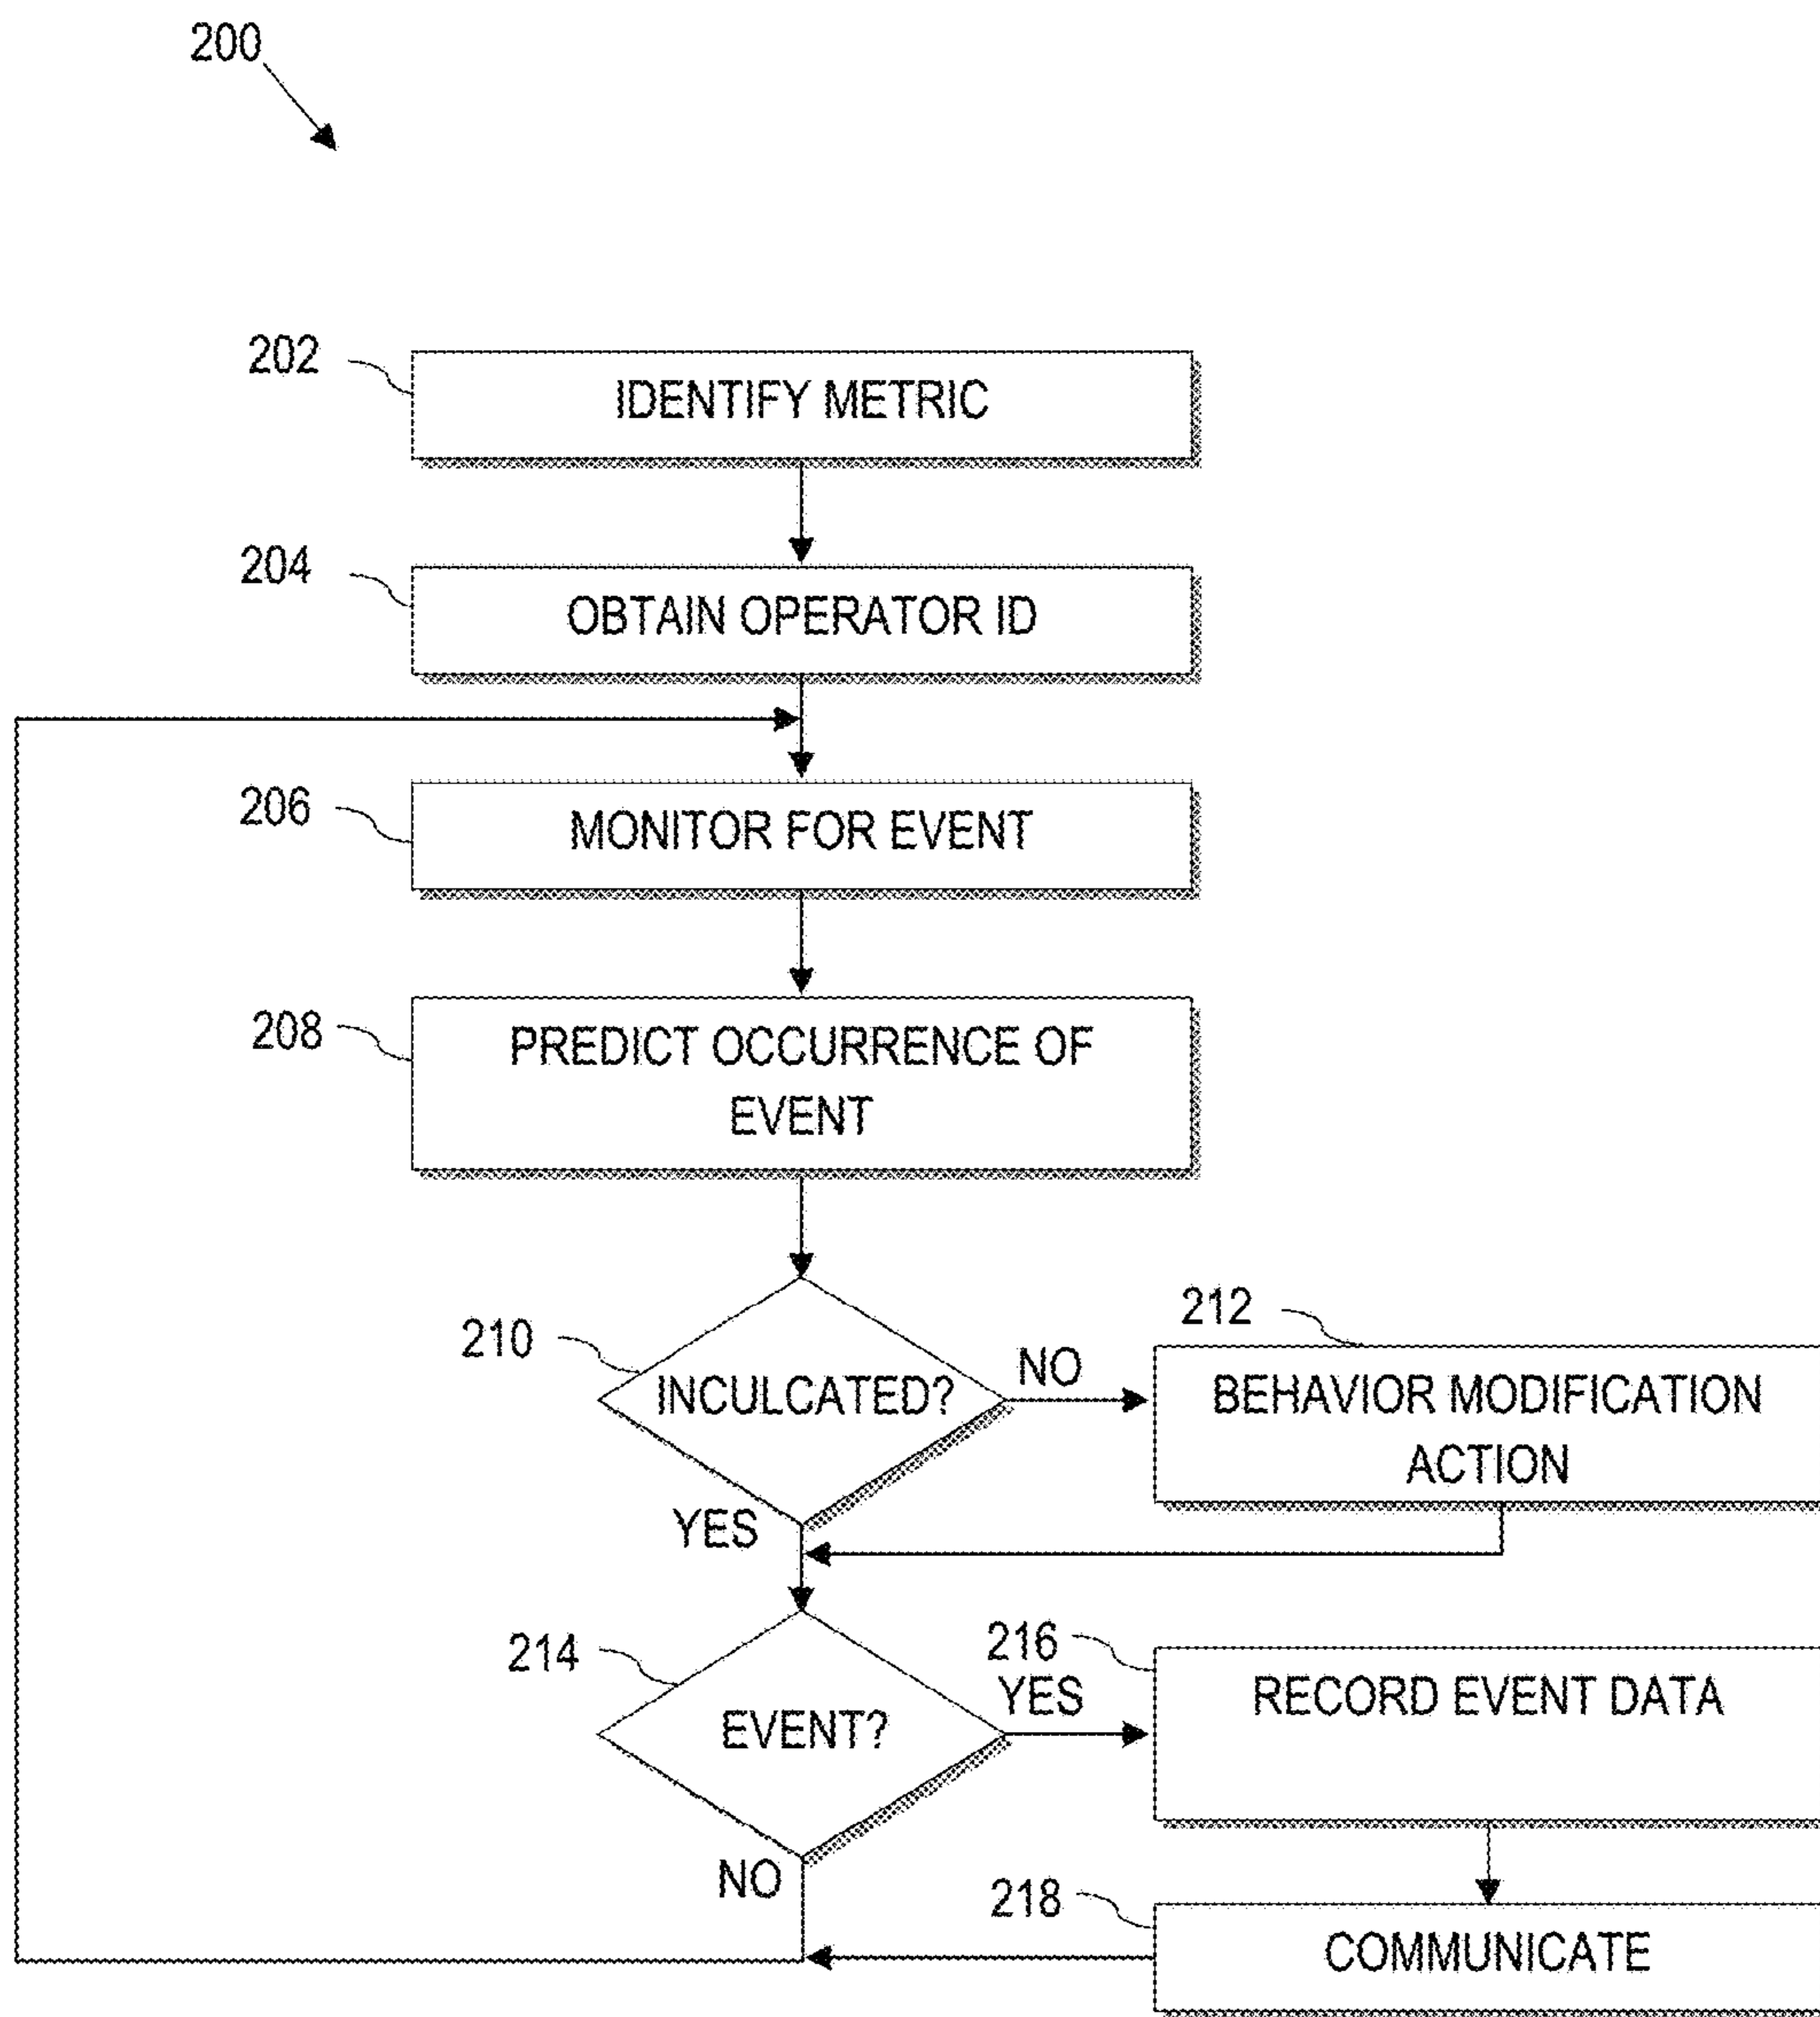 200
202
IDENTIFY METRIC
204
OBTAIN OPERATOR ID
206
MONITOR FOR EVENT
208
PREDICT OCCURRENCE OF
EVENT
210
INCULCATED?
NO
212
BEHAVIOR MODIFICATION
ACTION
YES
214
EVENT?
YES
216
RECORD EVENT DATA
NO
218
COMMUNICATE